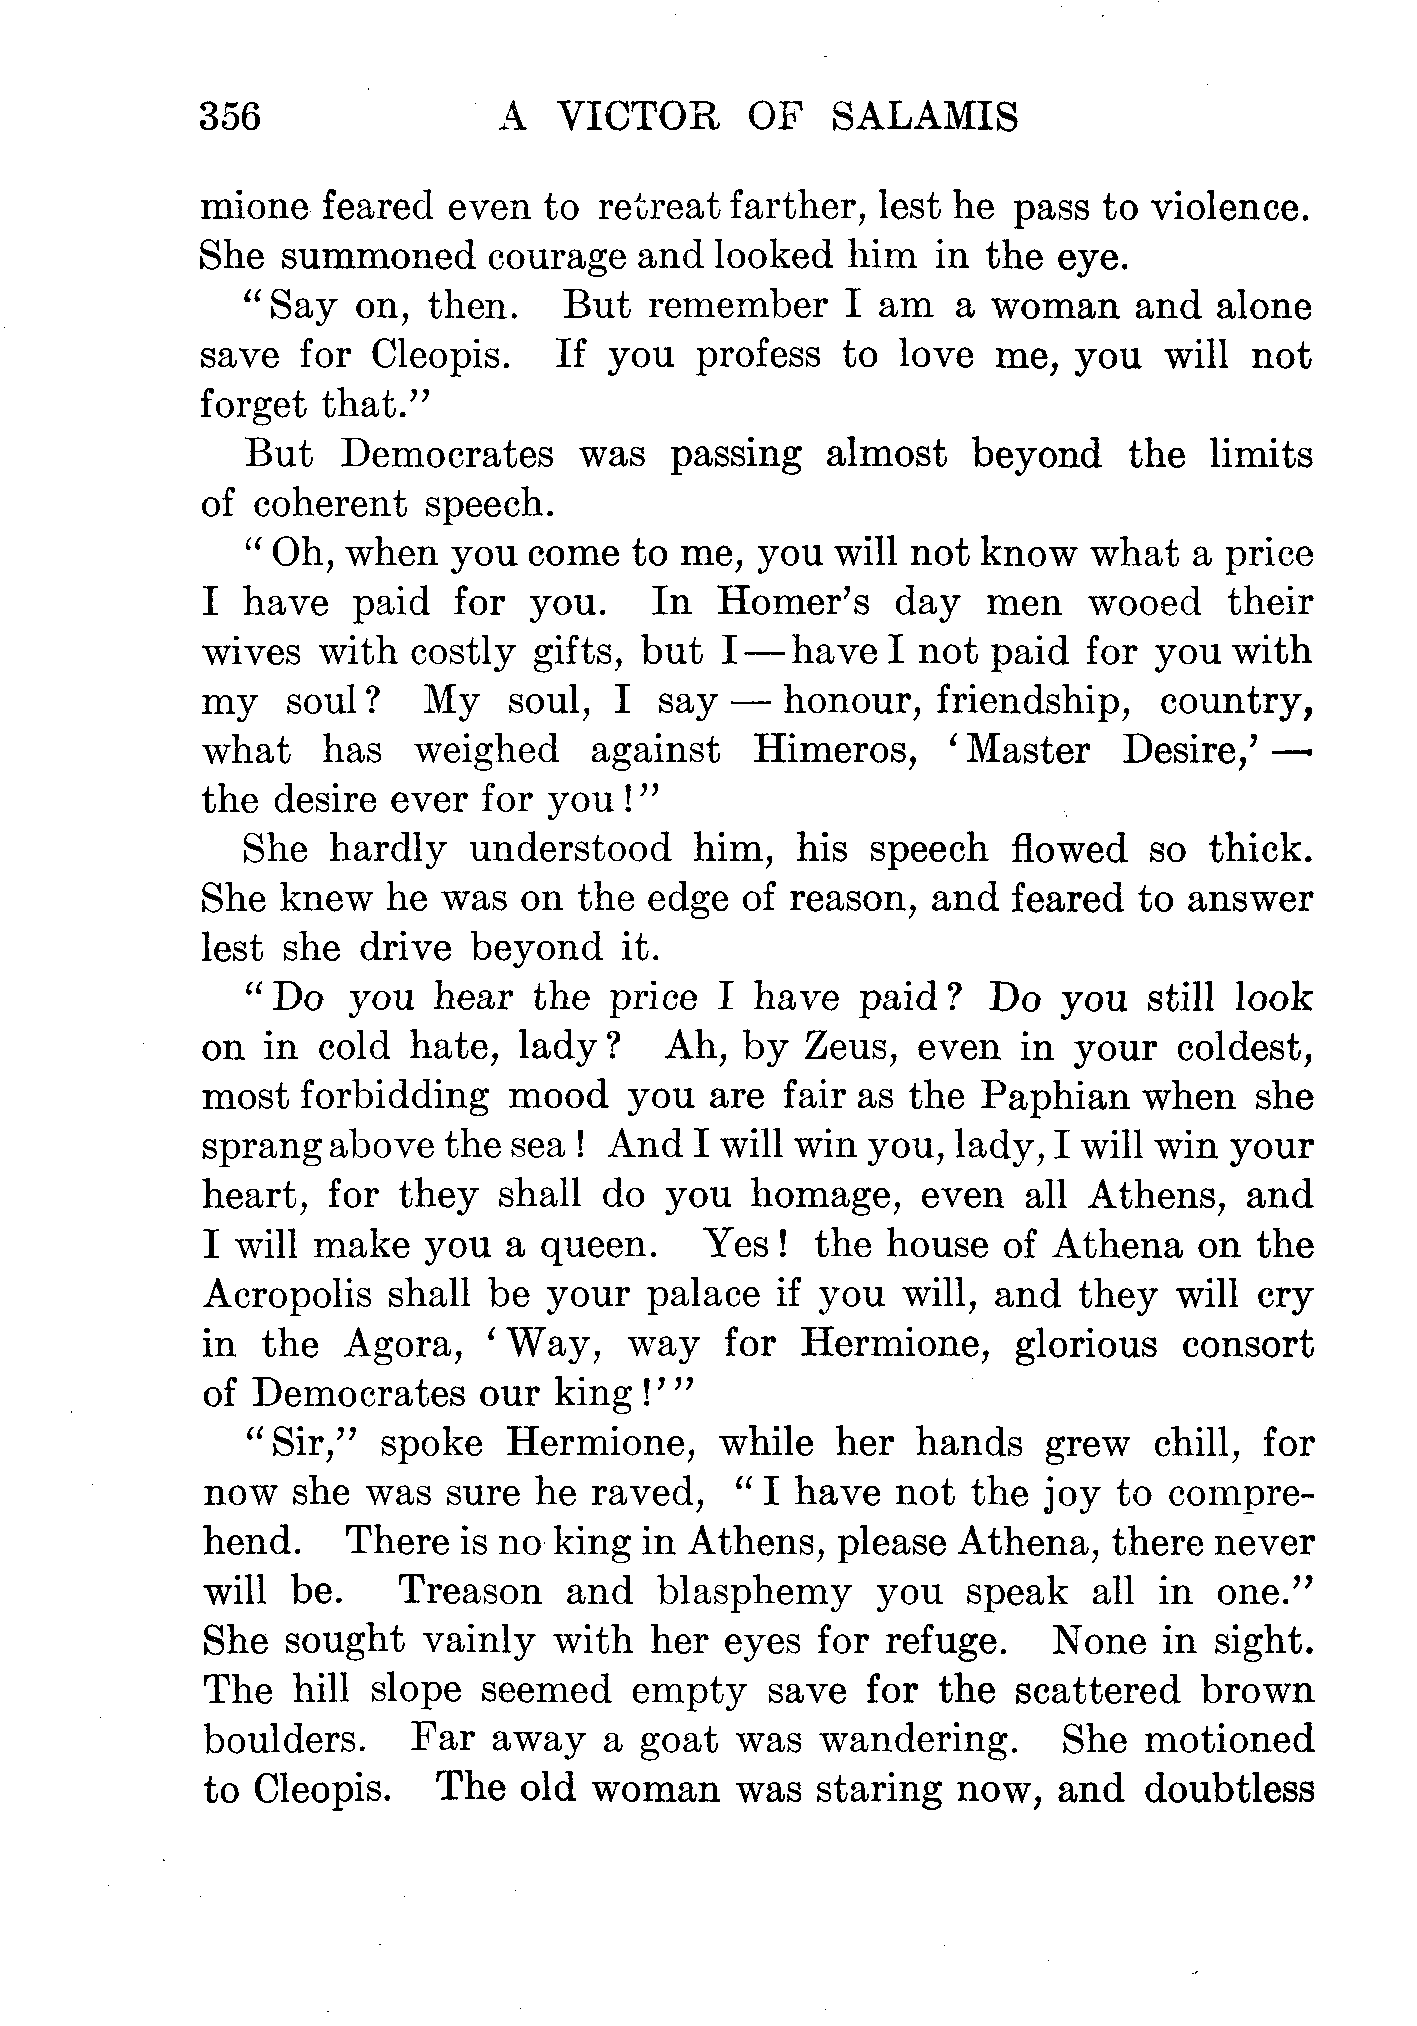 356 A VICTOR OF SALAMIS
mione feared even to retreat farther, lest he pass to violence.
She summoned courage and looked him in the eye.
"Say on, then. But remember I am a woman and alone
save for Cleopis. If you profess to love me, you will not
forget that."
But Democrates was passing almost beyond the limits
of coherent speech.
"Oh, when you come to me, you will not know what a price
I have paid for you. In Homer's day men wooed their
wives with costly gifts, but I—have I not paid for you with
my soul? My soul, I say — honour, friendship, country,
what has weighed against Himeros, 'Master Desire,' —
the desire ever for you!"
She hardly understood him, his speech flowed so thick.
She knew he was on the edge of reason, and feared to answer
lest she drive beyond it.
"Do you hear the price I have paid? Do you still look
on in cold hate, lady? Ah, by Zeus, even in your coldest,
most forbidding mood you are fair as the Paphian when she
sprang above the sea! And I will win you, lady, I will win your
heart, for they shall do you homage, even all Athens, and
I will make you a queen. Yes! the house of Athena on the
Acropolis shall be your palace if you will, and they will cry
in the Agora, 'Way, way for Hermione, glorious consort
of Democrates our king!'"
"Sir," spoke Hermione, while her hands grew chill, for
now she was sure he raved, "I have not the joy to compre-
hend. There is no king in Athens, please Athena, there never
will be. Treason and blasphemy you speak all in one."
She sought vainly with her eyes for refuge. None in sight.
The hill slope seemed empty save for the scattered brown
boulders. Far away a goat was wandering. She motioned
to Cleopis. The old woman was staring now, and doubtless